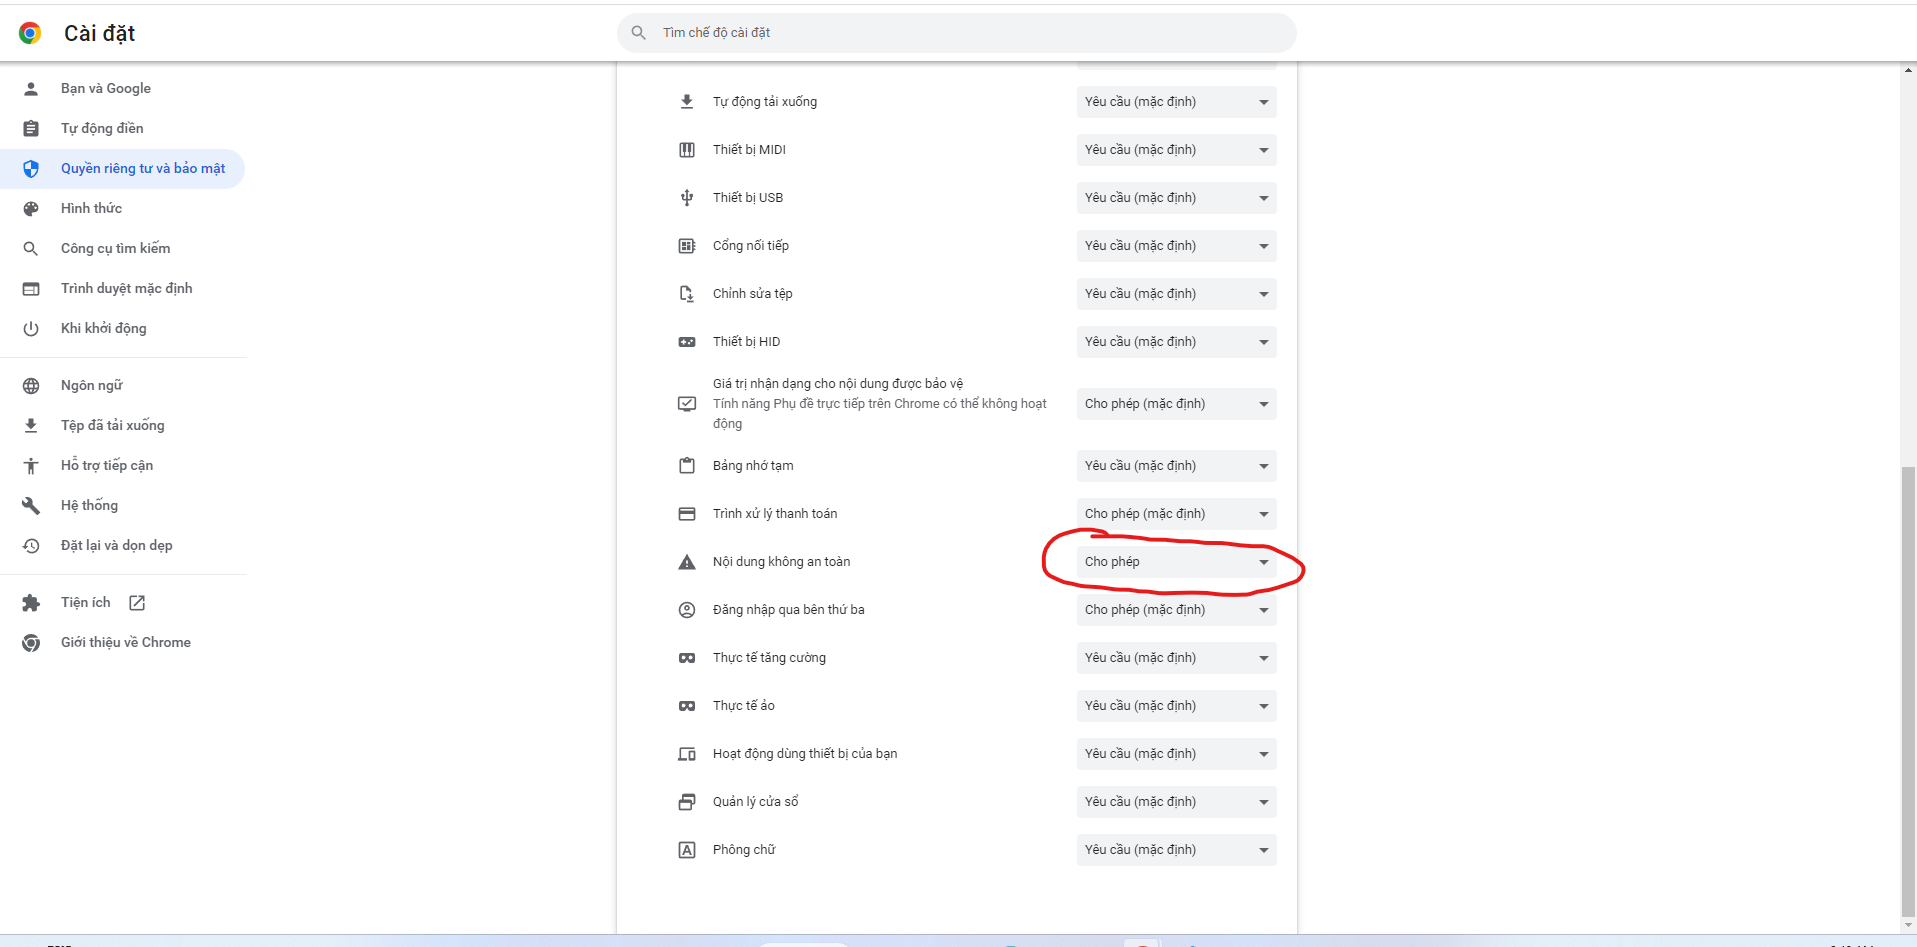 Cài đặt
Tìm chế độ cài đặt
Bạn và Google
Tự động điền
Quyền riêng tư và bảo mật
Hình thức
Công cụ tìm kiếm
Trình duyệt mặc định
Khi khởi động
Ngôn ngữ
Tệp đã tải xuống
Hỗ trợ tiếp cận
Hệ thống
Đặt lại và dọn dẹp
Tiện ích
Giới thiệu về Chrome
Tự động tải xuống Yêu cầu (mặc định)
Thiết bị MIDI Yêu cầu (mặc định)
Thiết bị USB Yêu cầu (mặc định)
Cổng nối tiếp Yêu cầu (mặc định)
Chỉnh sửa tệp Yêu cầu (mặc định)
Thiết bị HID Yêu cầu (mặc định)
Giá trị nhận dạng cho nội dung được bảo vệ
Tính năng Phụ đề trực tiếp trên Chrome có thể không hoạt
động
Cho phép (mặc định)
Bảng nhớ tạm Yêu cầu (mặc định)
Trình xử lý thanh toán Cho phép (mặc định)
Nội dung không an toàn Cho phép
Đăng nhập qua bên thứ ba Cho phép (mặc định)
Thực tế tăng cường Yêu cầu (mặc định)
Thực tế ảo Yêu cầu (mặc định)
Hoạt động dùng thiết bị của bạn Yêu cầu (mặc định)
Quản lý cửa sổ Yêu cầu (mặc định)
Phông chữ Yêu cầu (mặc định)